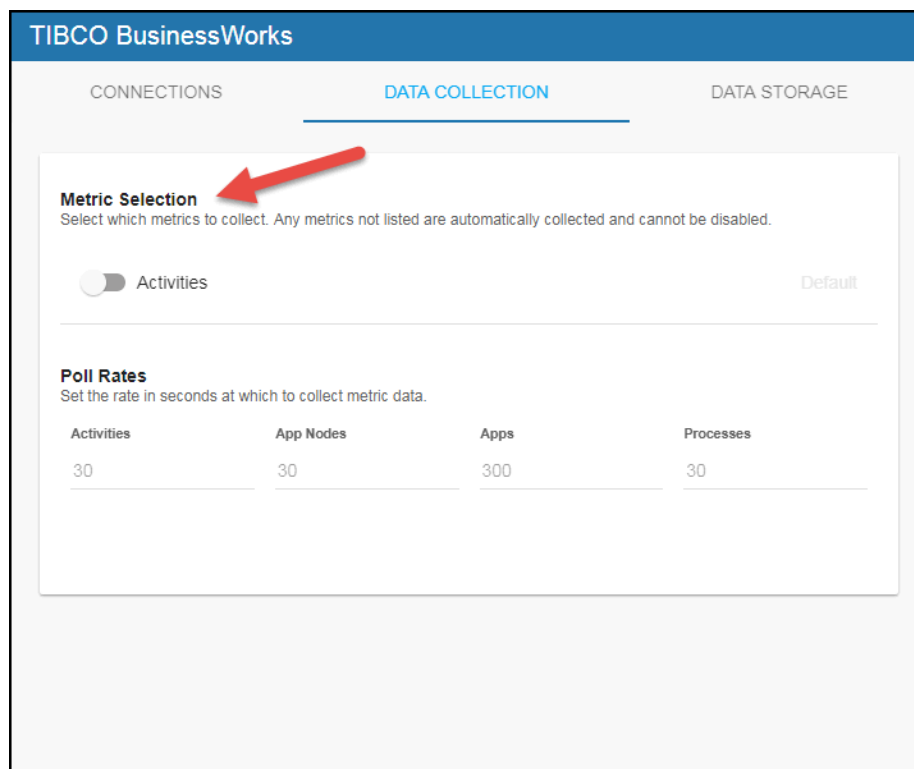 TIBCO BusinessWorks
CONNECTIONS DATA COLLECTION DATA STORAGE
Metric Selection
Select which metrics to collect. Any metrics not listed are automatically collected and cannot be disabled.
Activities Default
Poll Rates
Set the rate in seconds at which to collect metric data.
Activities App Nodes Apps Processes
30 30 300 30